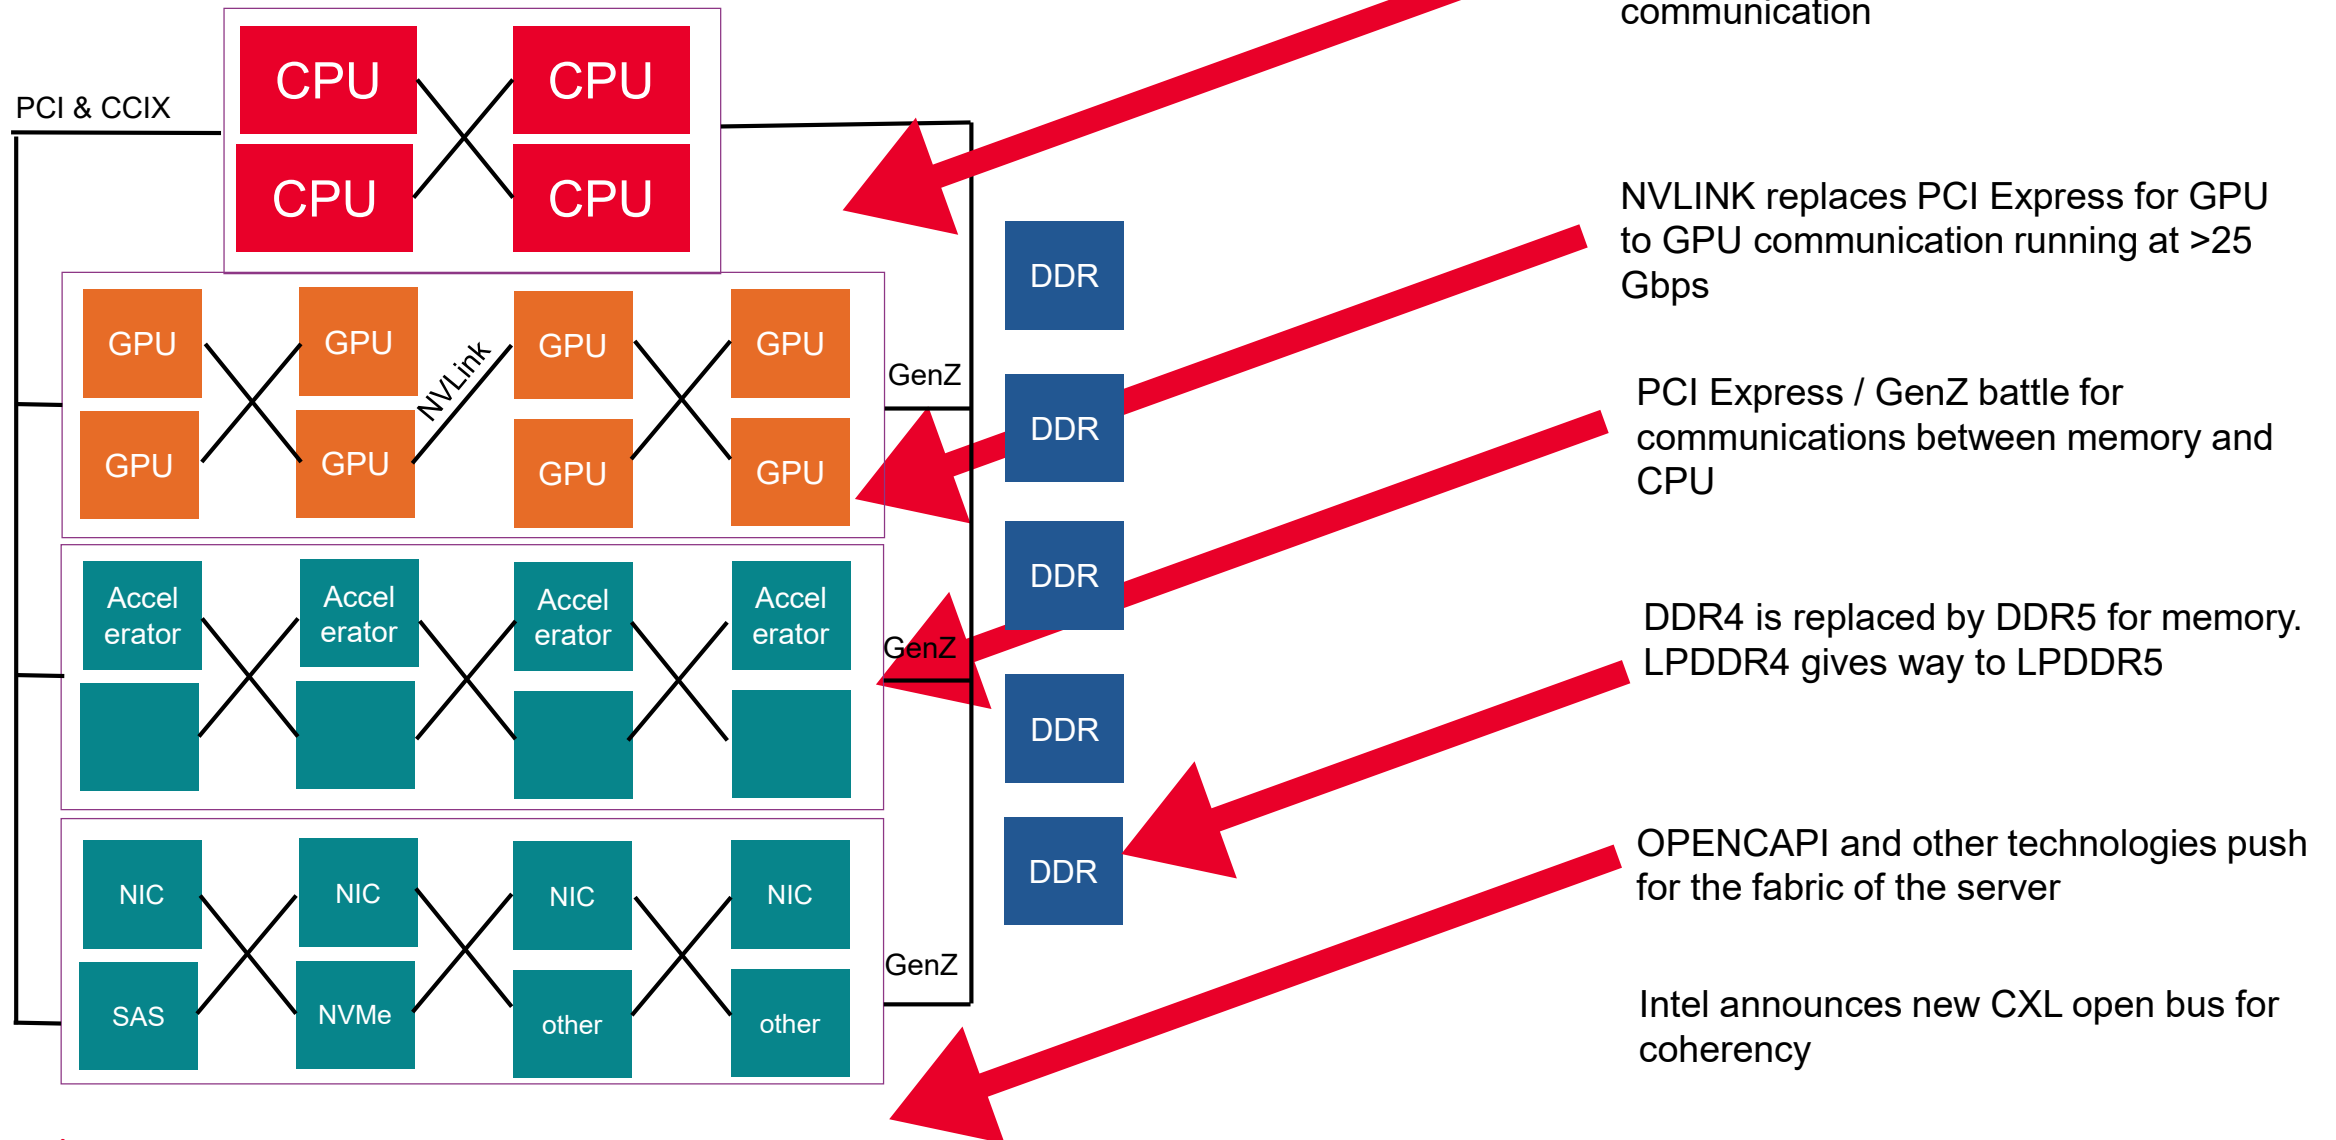 communication
CPU
CPU
PCI & CCIX
CPU
CPU
NVLINK replaces PCI Express for GPU
to GPU communication running at >25
Gbps
DDR
GPU
GPU
GPU
GPU
NVLink
GenZ
PCI Express / GenZ battle for
communications between memory and
CPU
DDR
GPU
GPU
GPU
GPU
DDR
Accel
erator
Accel
erator
Accel
erator
Accel
erator
GenZ
DDR4 is replaced by DDR5 for memory.
LPDDR4 gives way to LPDDR5
DDR
OPENCAPI and other technologies push
for the fabric of the server
DDR
NIC
NIC
NIC
NIC
GenZ
SAS
NVMe
other
other
Intel announces new CXL open bus for
coherency